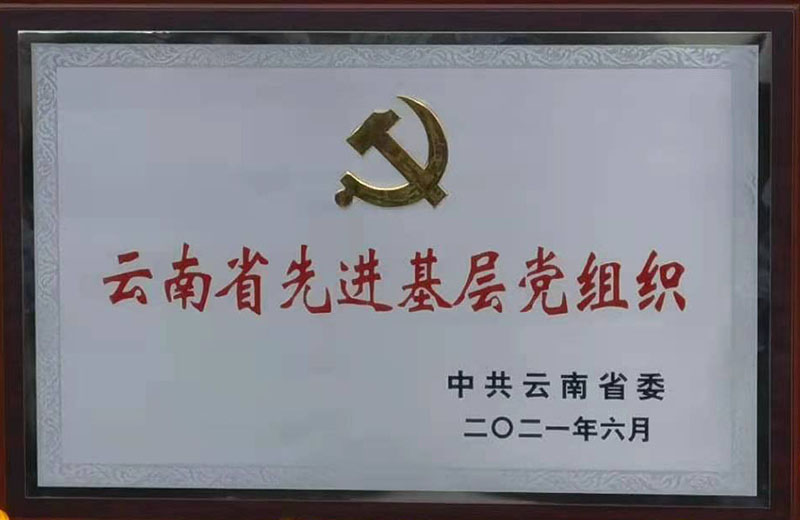 云南省先进基层党组织
中共云南省委
二〇二一年六月